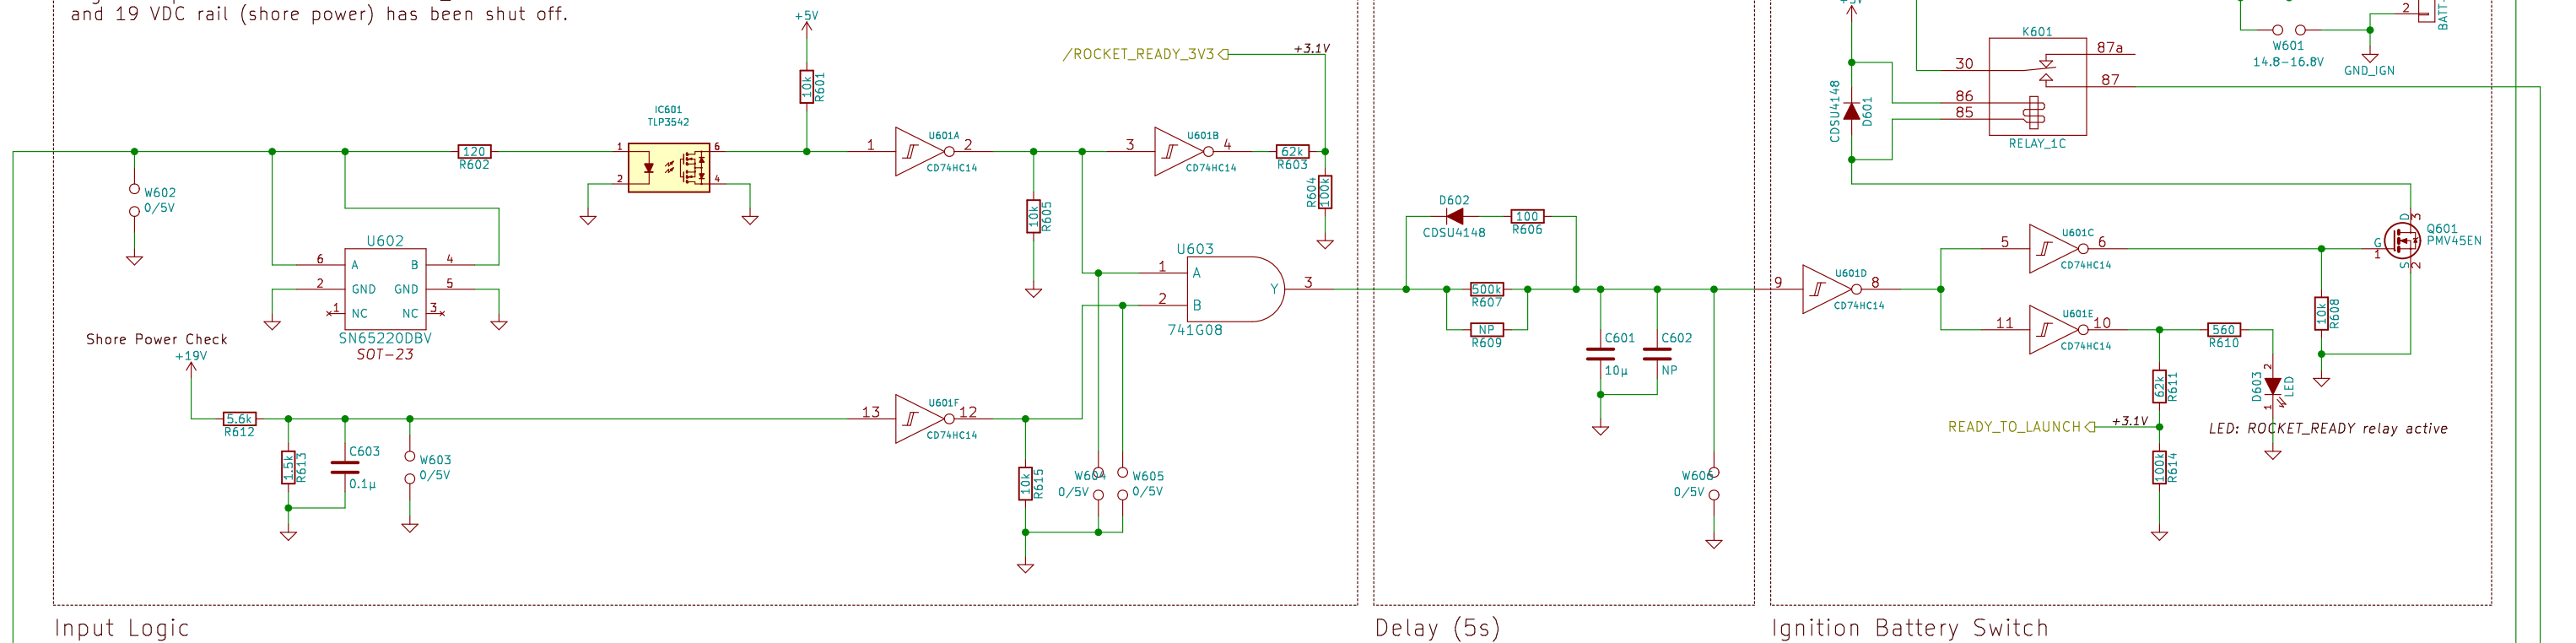 and 19 VDC rail (shore power) has been shut off.
+5V
10k
R601
/ROCKET_READY_3V3
+3.1V
IC601
TLP3542
120
R602
1
2
6
4
W602
0/5V
1
U601A
2
CD74HC14
3
U601B
4
CD74HC14
62k
R603
R604
100k
10k
R605
U602
6
A
B
4
2
GND
GND
5
1
NC
NC
3
SN65220DBV
SOT-23
U603
1
A
2
B
Y
3
741G08
Shore Power Check
+19V
5.6k
R612
1.5k
R613
C603
0.1µ
W603
0/5V
13
U601F
12
CD74HC14
10k
R615
W604
0/5V
W605
0/5V
Input Logic
D602
CDSU4148
100
R606
500k
R607
NP
R609
C601
10µ
C602
NP
W606
0/5V
Delay (5s)
CDSU4148
D601
K601
30
87a
87
86
85
RELAY_1C
2
BATT-
W601
14.8-16.8V
GND_IGN
9
U601D
8
CD74HC14
5
U601C
6
CD74HC14
11
U601E
10
CD74HC14
D
3
G
1
S
2
Q601
PMV45EN
10k
R608
560
R610
62k
R611
2
D603
LED
1
READY_TO_LAUNCH
+3.1V
LED: ROCKET_READY relay active
100k
R614
Ignition Battery Switch